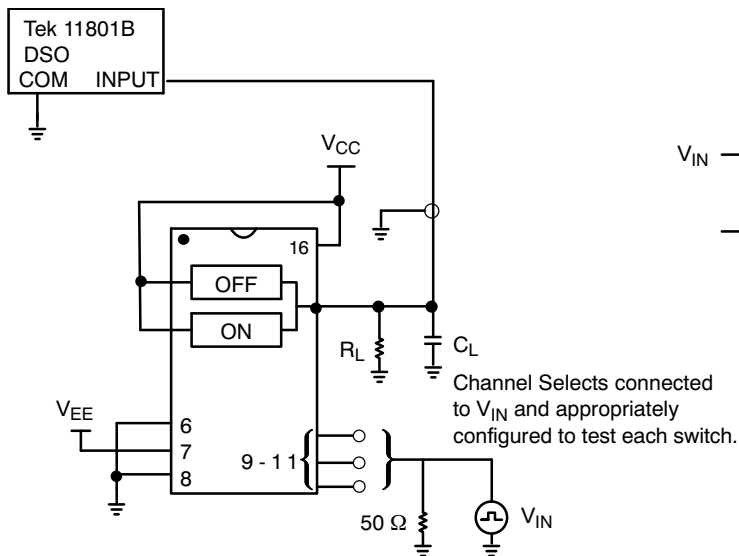 Tek 11801B
DSO
COM INPUT
V_CC
V_IN
16
OFF
ON
R_L
C_L
Channel Selects connected
to V_IN and appropriately
configured to test each switch.
V_EE
6
7
8
9 - 11
50 Ω
V_IN